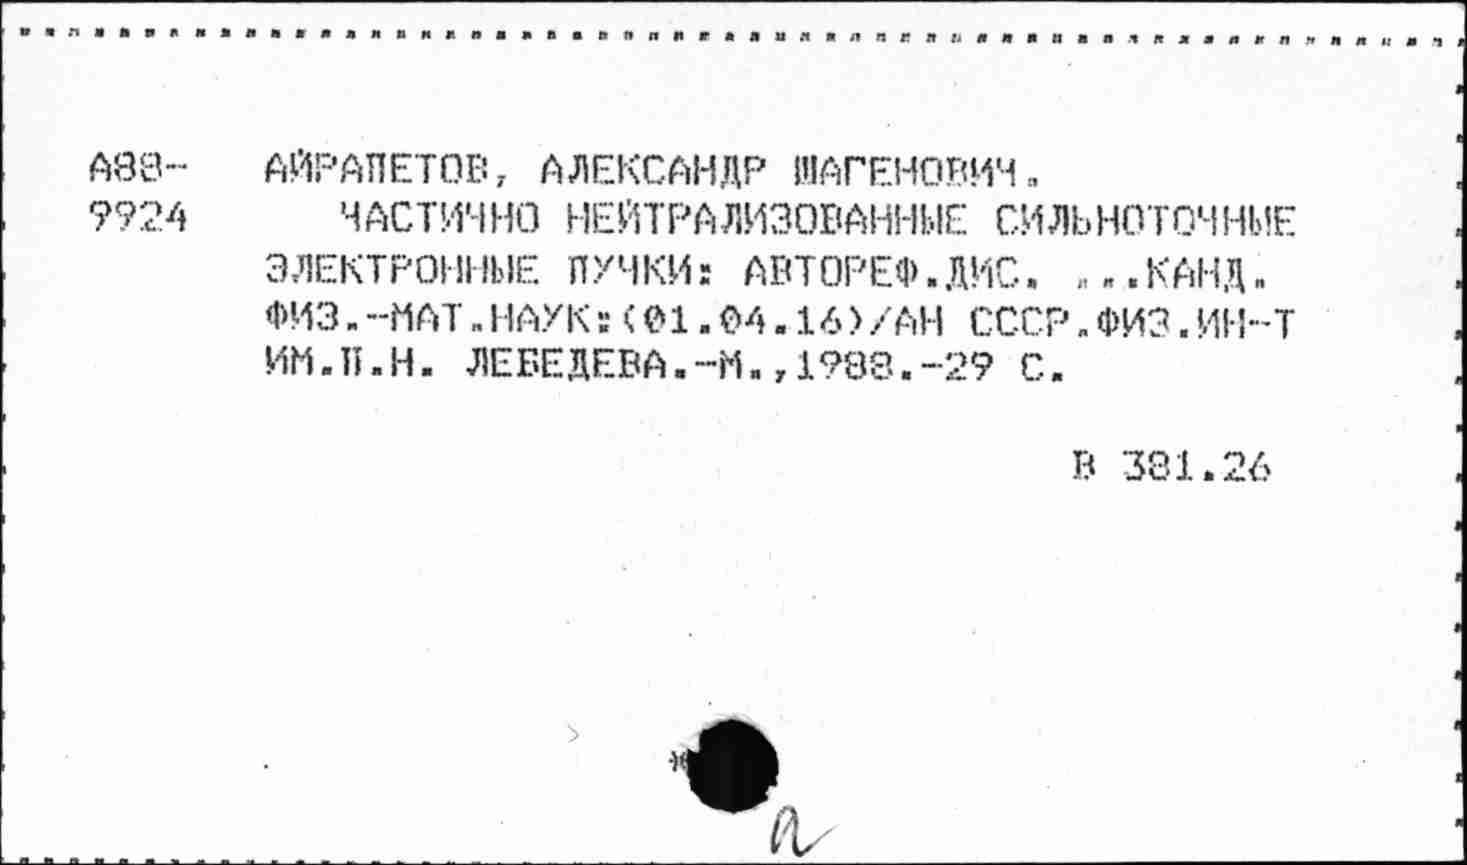 А88- АЙРАПЕТОВ, АЛЕКСАНДР ШАГЕНОВИЧ.
9924 ЧАСТИЧНО НЕЙТРАЛИЗОВАННЫЕ СИЛЬНОТОЧНЫЕ
ЭЛЕКТРОННЫЕ ПУЧКИ: АВТОРЕФ.ДИС. ...КАНД.
ФИЗ.-МАТ.НАУК:(01.04.16)/АН СССР.ФИЗ.ИН-Т
ИМ.П.Н. ЛЕБЕДЕВА.-М.,1988.-29 С.
В 381.26
*
а